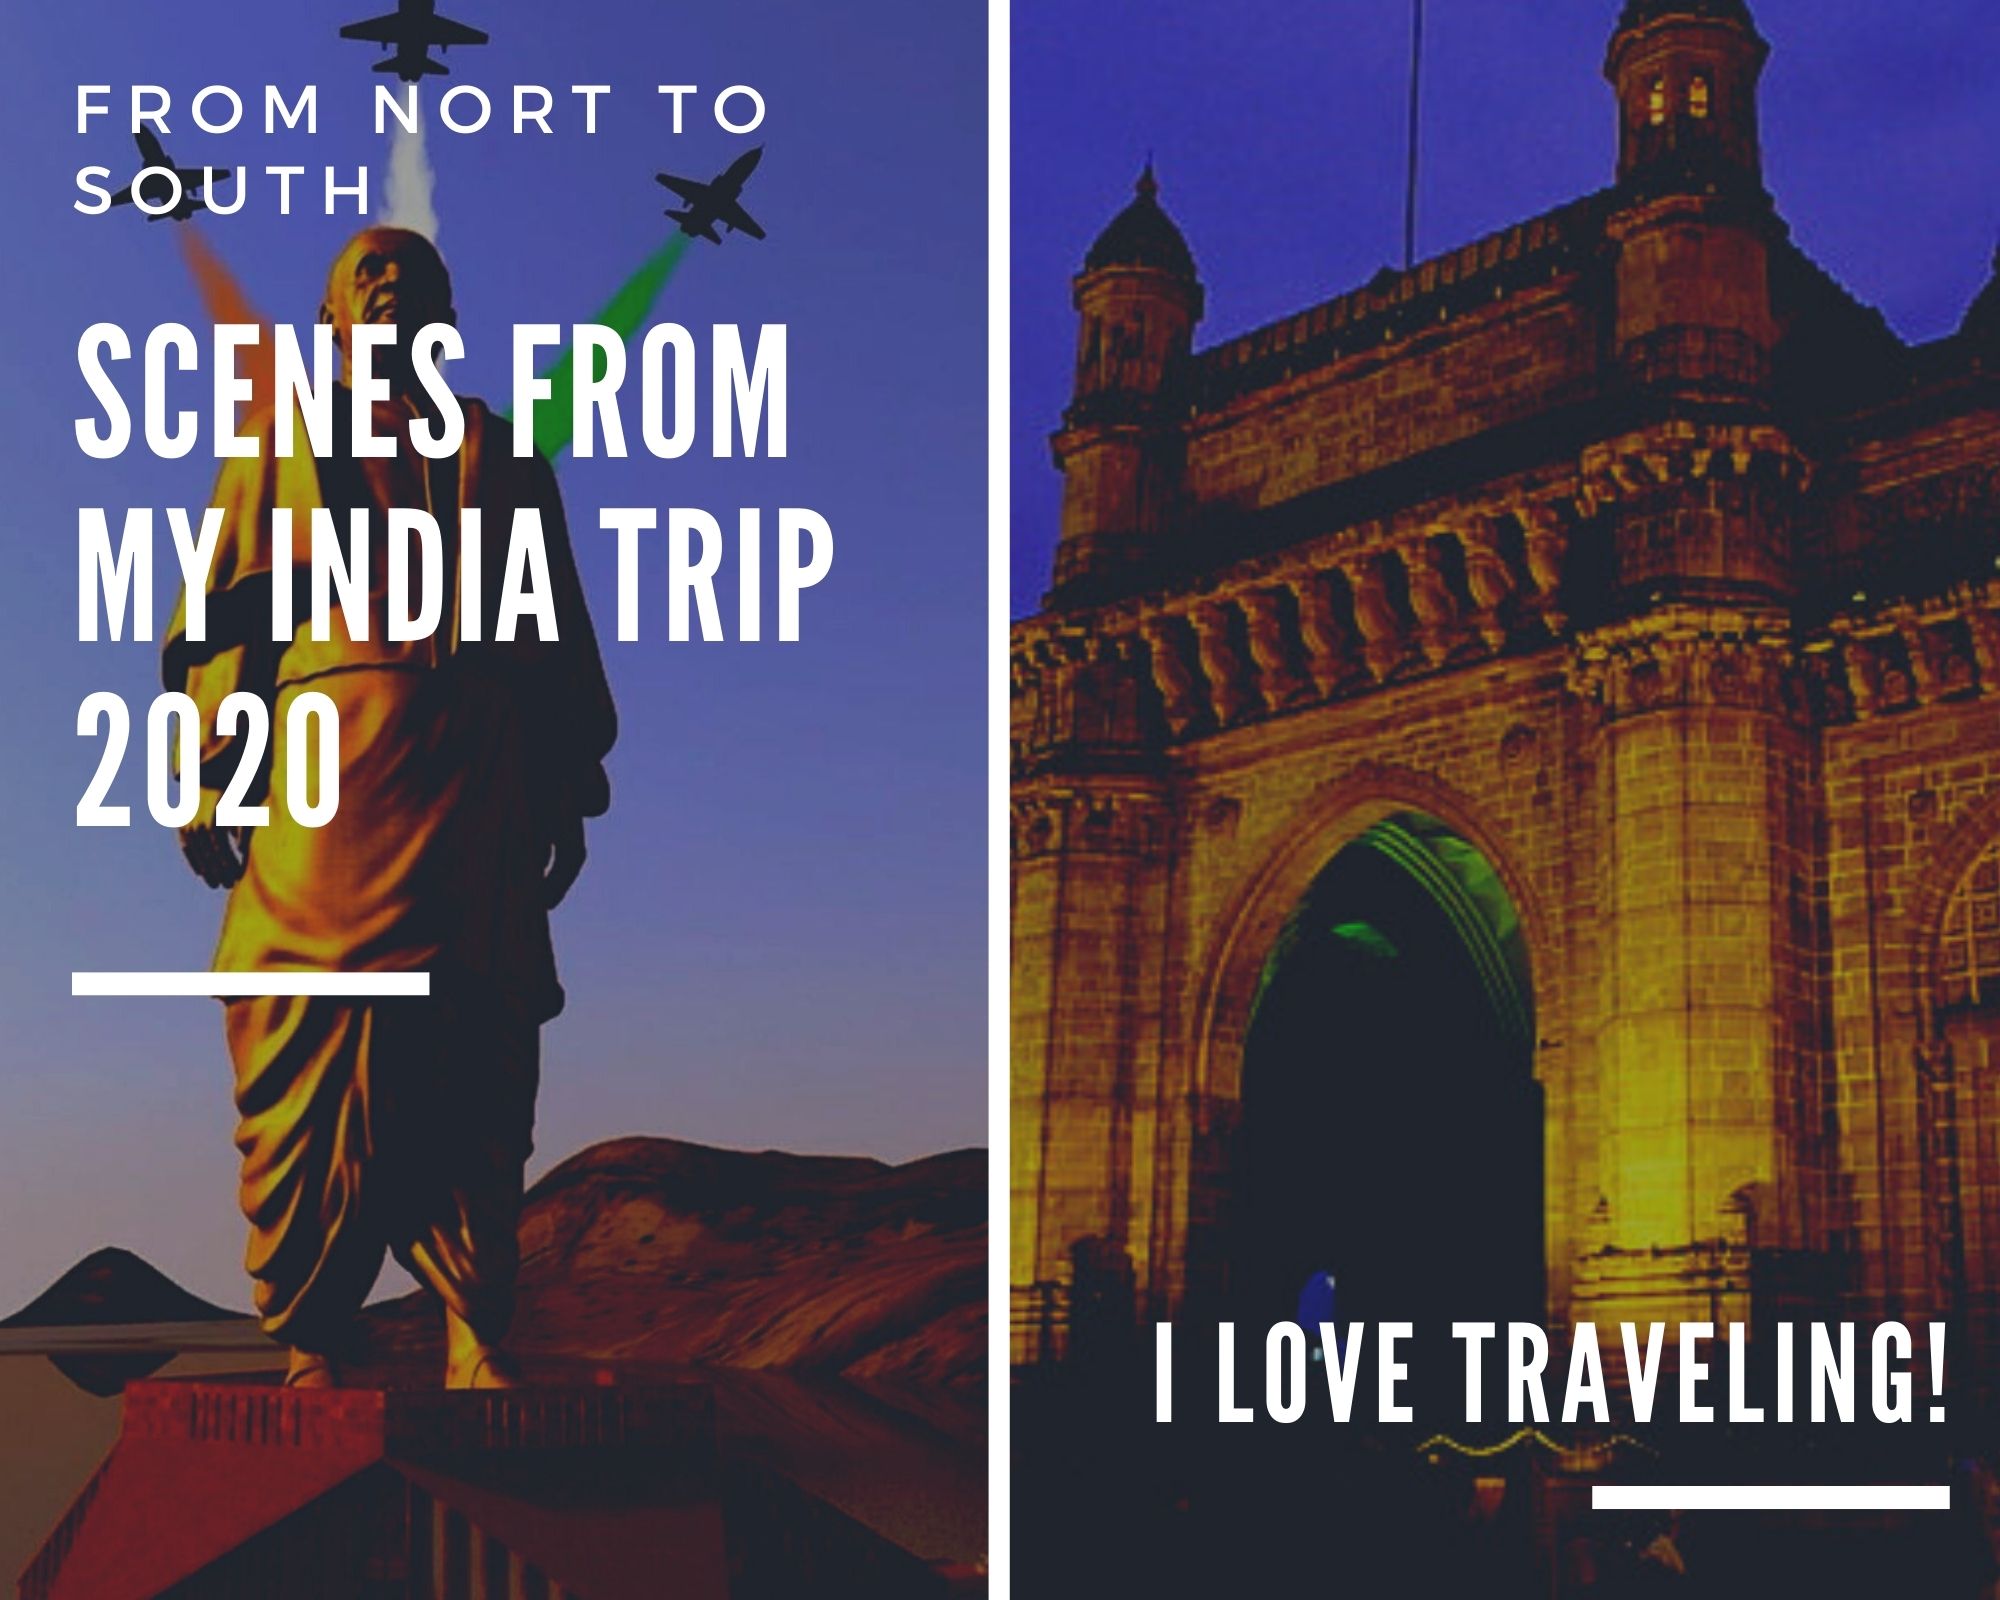 FROM NORT TO
SOUTH
SCENES FROM
MY INDIA TRIP
2020
I LOVE TRAVELING!